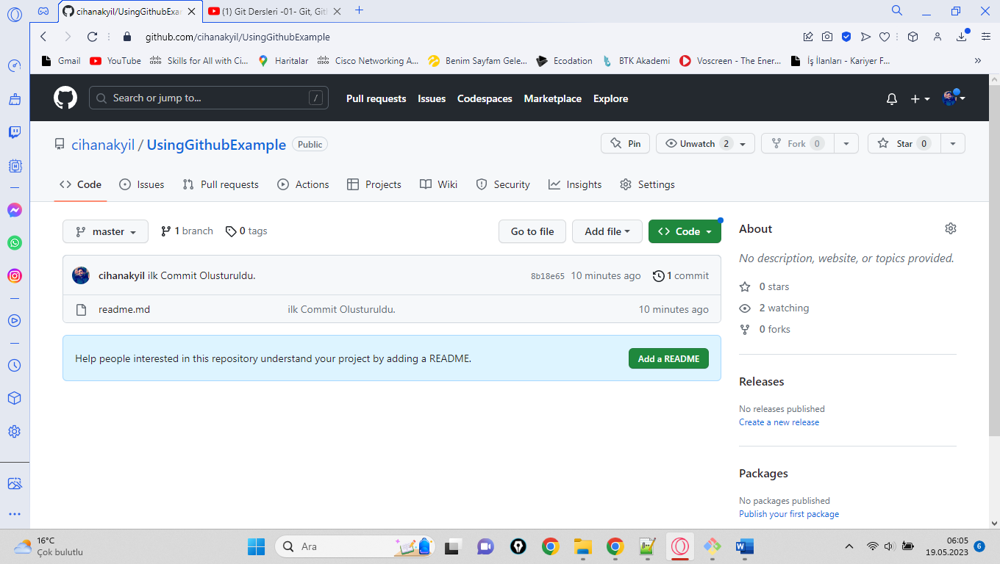 cihanakyil/UsingGithubExa
(1) Git Dersleri -01- Git, Gitl
github.com/cihanakyil/UsingGithubExample
Gmail
YouTube
Skills for All with Ci...
Haritalar
Cisco Networking A...
Benim Sayfam Gele...
Ecodation
BTK Akademi
Voscreen - The Ener...
İş İlanları - Kariyer F...
Search or jump to...
/
Pull requests
Issues
Codespaces
Marketplace
Explore
cihanakyil / UsingGithubExample
Public
Pin
Unwatch 2
Fork 0
Star 0
Code
Issues
Pull requests
Actions
Projects
Wiki
Security
Insights
Settings
master
1 branch
0 tags
Go to file
Add file
Code
cihanakyil ilk Commit Olusturuldu.
8b18e65 10 minutes ago
1 commit
readme.md
ilk Commit Olusturuldu.
10 minutes ago
Help people interested in this repository understand your project by adding a README.
Add a README
About
No description, website, or topics provided.
0 stars
2 watching
0 forks
Releases
No releases published
Create a new release
Packages
No packages published
Publish your first package
16°C
Çok bulutlu
Ara
06:05
19.05.2023
6